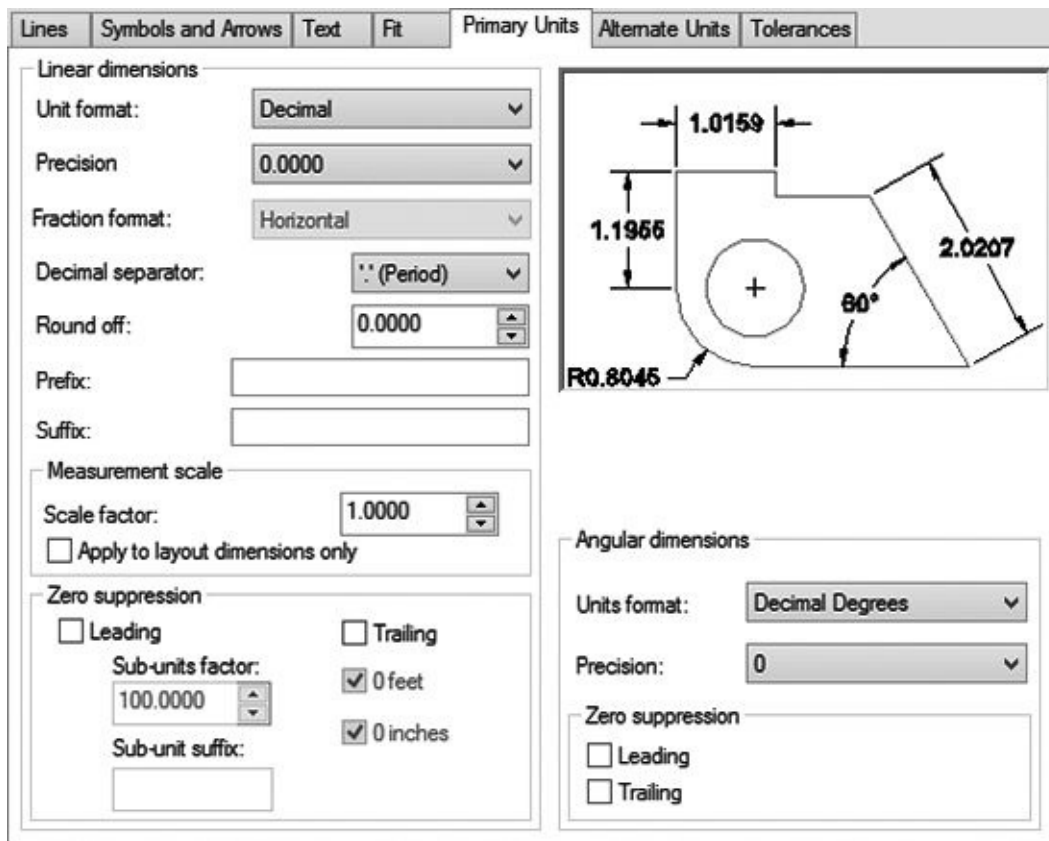 Lines Symbols and Arrows Text Fit Primary Units Alternate Units Tolerances
Linear dimensions
Unit format: Decimal
Precision 0.0000
Fraction format: Horizontal
Decimal separator: '.' (Period)
Round off: 0.0000
Prefix:
Suffix:
Measurement scale
Scale factor: 1.0000
Apply to layout dimensions only
Zero suppression
Leading Trailing
Sub-units factor: 0 feet
100.0000
0 inches
Sub-unit suffix:
1.0159
1.1955
2.0207
60°
R0.8045
Angular dimensions
Units format: Decimal Degrees
Precision: 0
Zero suppression
Leading
Trailing